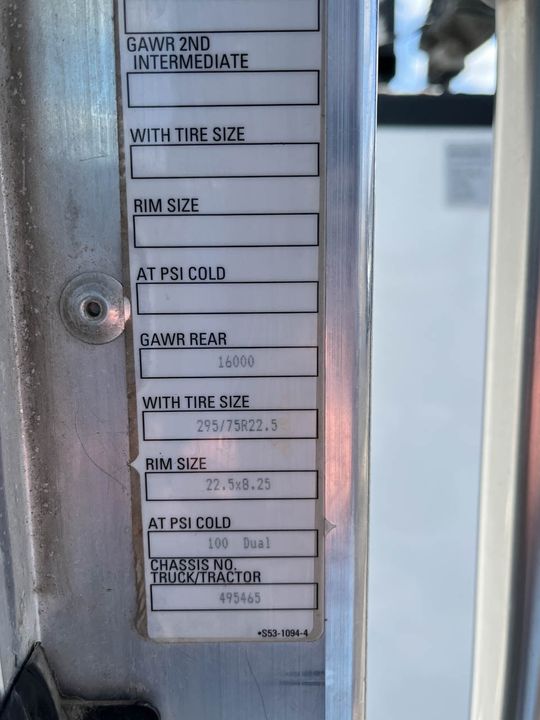 GAWR 2ND
INTERMEDIATE
WITH TIRE SIZE
RIM SIZE
AT PSI COLD
GAWR REAR
16000
WITH TIRE SIZE
295/75R22.5
RIM SIZE
22.5x8.25
AT PSI COLD
100 Dual
CHASSIS NO.
TRUCK/TRACTOR
495465
•S53-1094-4